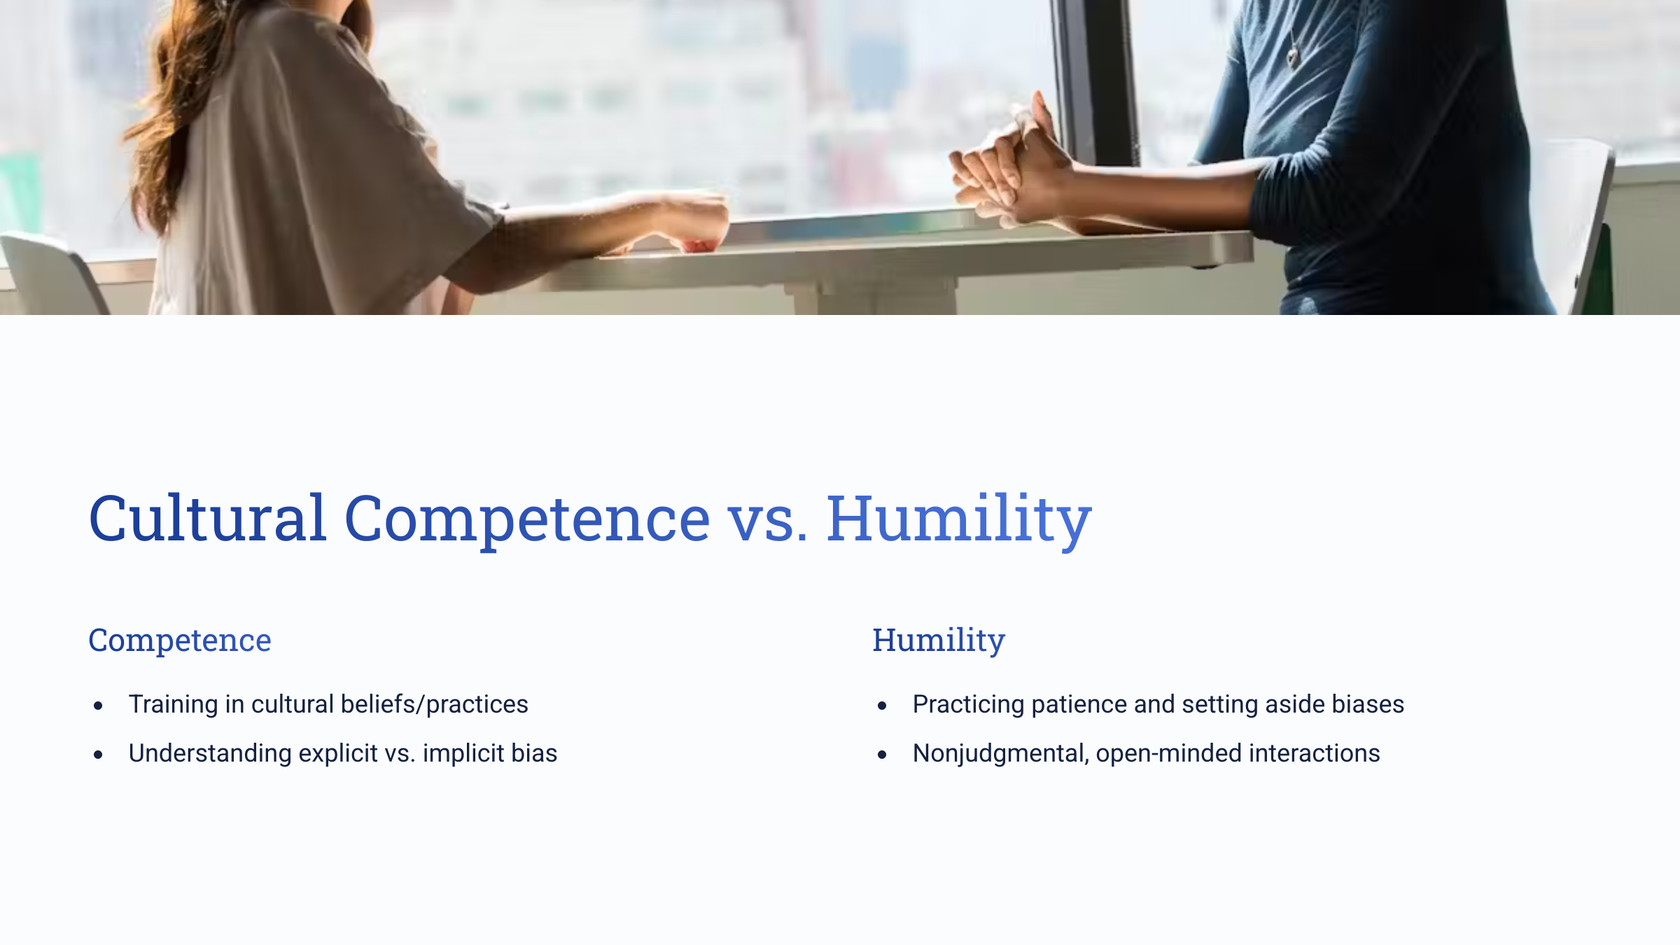 Cultural Competence vs. Humility
Competence
• Training in cultural beliefs/practices
• Understanding explicit vs. implicit bias
Humility
• Practicing patience and setting aside biases
• Nonjudgmental, open-minded interactions